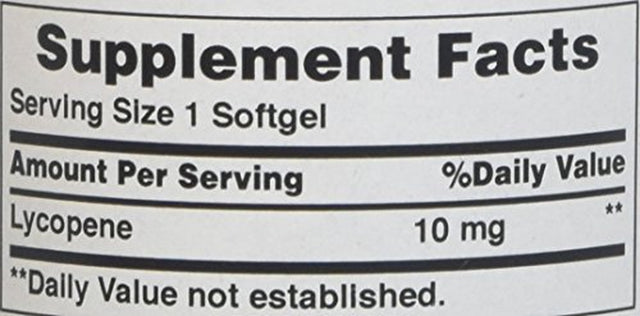 Supplement Facts
Serving Size 1 Softgel
Amount Per Serving %Daily Value
Lycopene 10 mg **
**Daily Value not established.